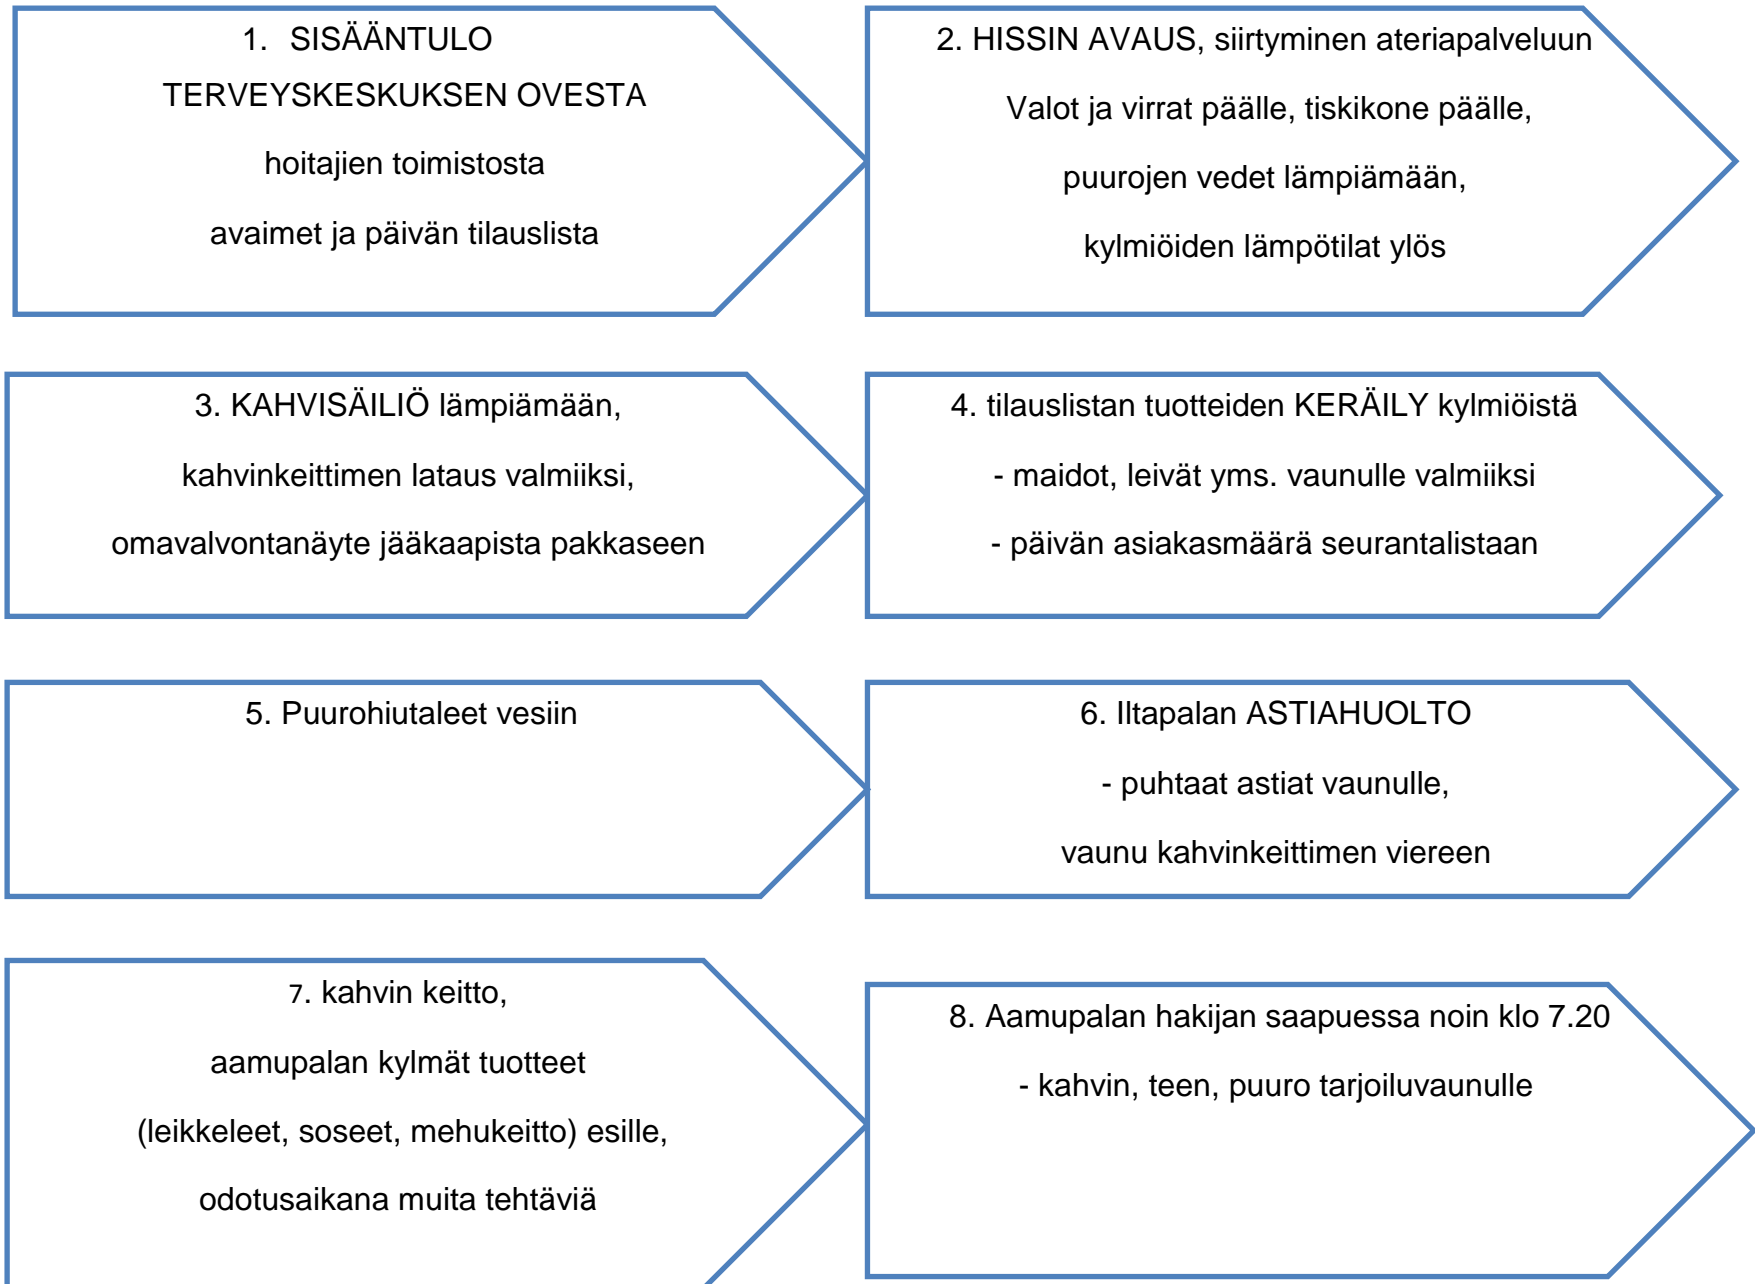 1. SISÄÄNTULO
TERVEYSKESKUKSEN OVESTA
hoitajien toimistosta
avaimet ja päivän tilauslista
2. HISSIN AVAUS, siirtyminen ateriapalveluun
Valot ja virrat päälle, tiskikone päälle,
puurojen vedet lämpiämään,
kylmiöiden lämpötilat ylös
3. KAHVISÄILIÖ lämpiämään,
kahvinkeittimen lataus valmiiksi,
omavalvontanäyte jääkaapista pakkaseen
4. tilauslistan tuotteiden KERÄILY kylmiöistä
- maidot, leivät yms. vaunulle valmiiksi
- päivän asiakasmäärä seurantalistaan
5. Puurohiutaleet vesiin
6. Iltapalan ASTIAHUOLTO
- puhtaat astiat vaunulle,
vaunu kahvinkeittimen viereen
7. kahvin keitto,
aamupalan kylmät tuotteet
(leikkeleet, soseet, mehukeitto) esille,
odotusaikana muita tehtäviä
8. Aamupalan hakijan saapuessa noin klo 7.20
- kahvin, teen, puuro tarjoiluvaunulle